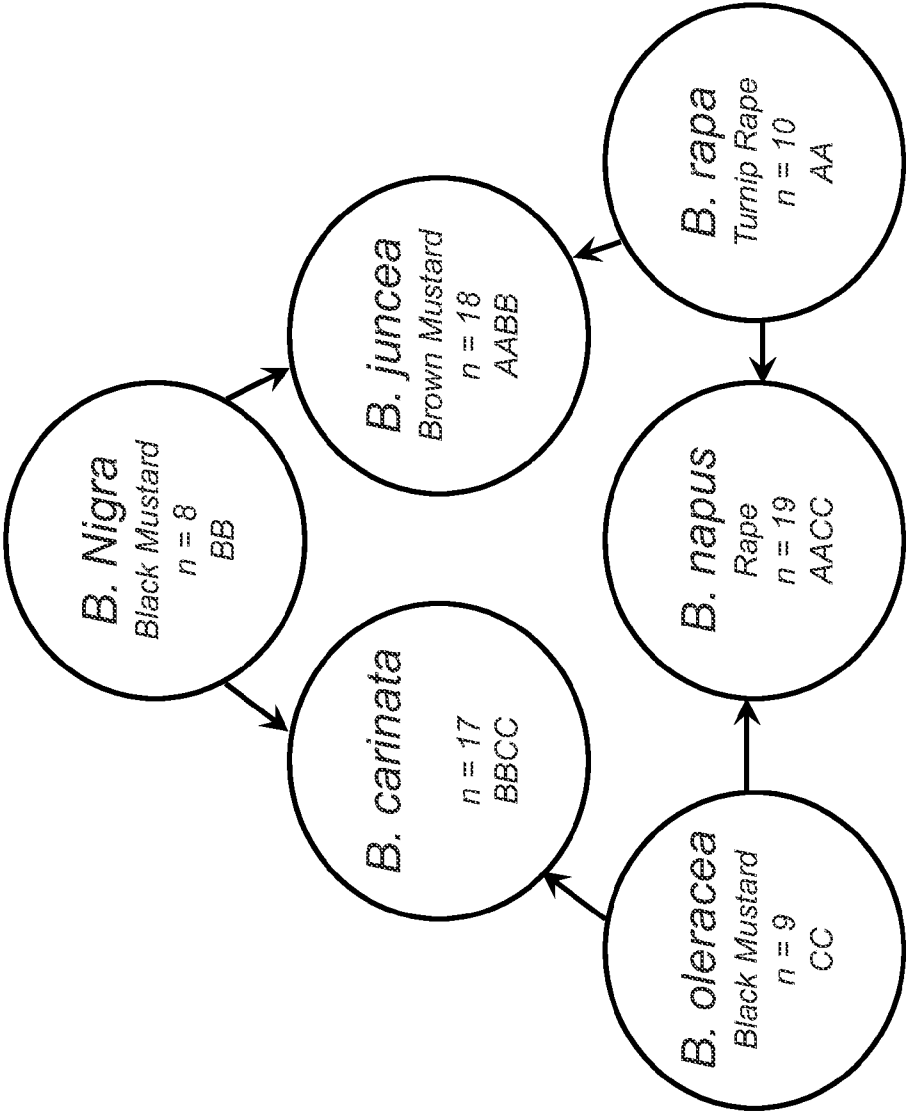 B. Nigra
Black Mustard
n = 8
BB
B. carinata
n = 17
BBCC
B. juncea
Brown Mustard
n = 18
AABB
B. oleracea
Black Mustard
n = 9
CC
B. napus
Rape
n = 19
AACC
B. rapa
Turnip Rape
n = 10
AA